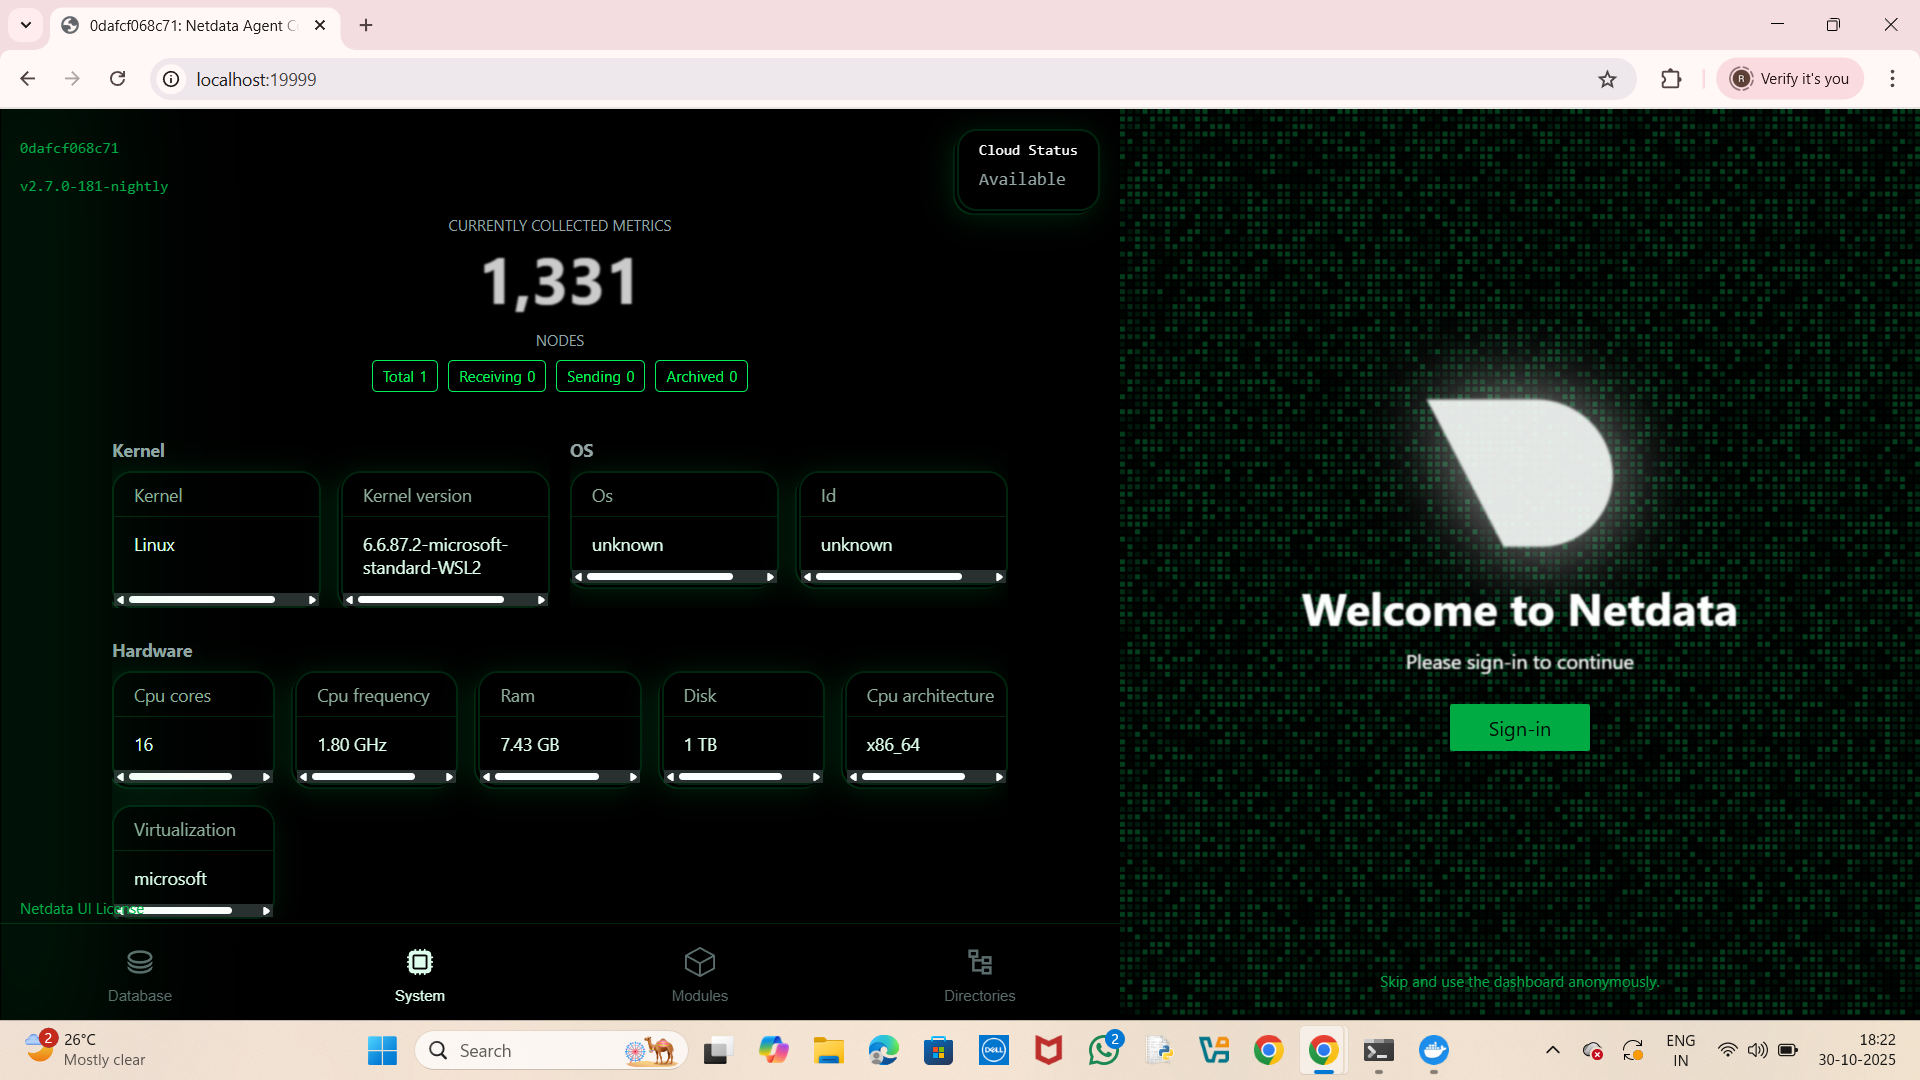 0dafcf068c71: Netdata Agent C
localhost:19999
R
Verify it's you
0dafcf068c71
v2.7.0-181-nightly
Cloud Status
Available
CURRENTLY COLLECTED METRICS
1,331
NODES
Total 1
Receiving 0
Sending 0
Archived 0
Kernel
OS
Kernel
Kernel version
Os
Id
Linux
6.6.87.2-microsoft-
standard-WSL2
unknown
unknown
Hardware
Cpu cores
Cpu frequency
Ram
Disk
Cpu architecture
16
1.80 GHz
7.43 GB
1 TB
x86_64
Virtualization
microsoft
Netdata UI License
Database
System
Modules
Directories
Welcome to Netdata
Please sign-in to continue
Sign-in
Skip and use the dashboard anonymously.
2
26°C
Mostly clear
Search
DELL
2
ENG
IN
18:22
30-10-2025